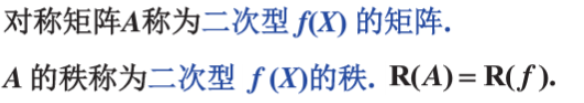 对称矩阵A称为二次型 f(X) 的矩阵.
A 的秩称为二次型 f (X)的秩. R(A)= R(f).